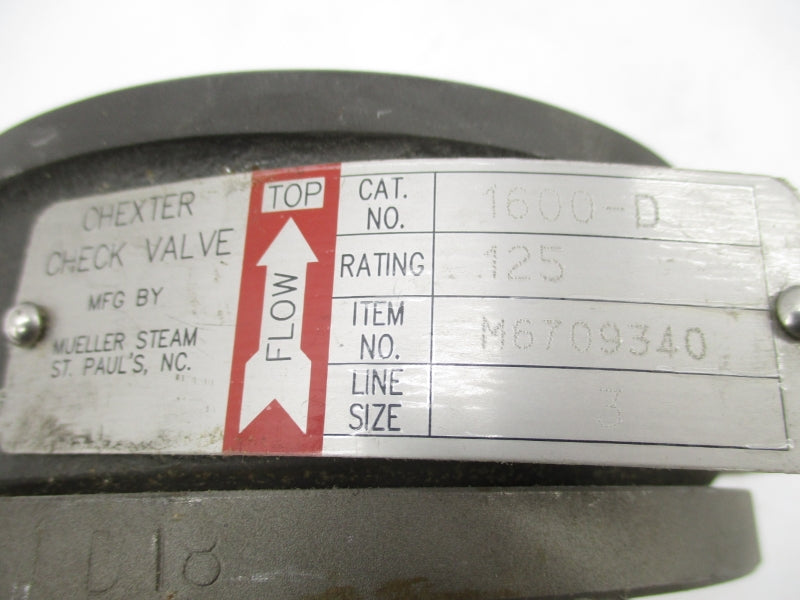 CHEXTER
CHECK VALVE
MFG BY
MUELLER STEAM
ST. PAUL'S, NC.
TOP
FLOW
CAT. NO. 1600-D
RATING 125
ITEM NO. M6709340
LINE SIZE 3
D18